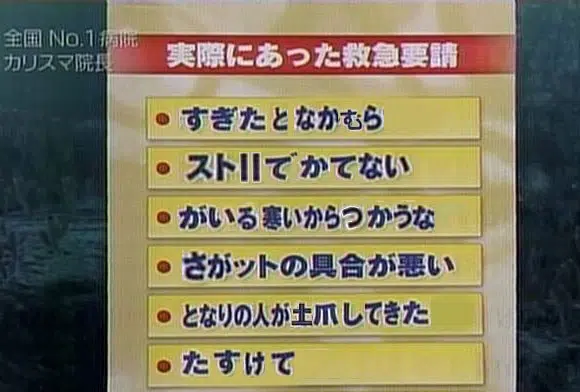 全国 No.1病院
カリスマ院長
実際にあった救急要請
すぎたとなかむら
ストIIでかてない
がいる寒いからつかうな
さがットの具合が悪い
となりの人が土爪してきた
たすけて